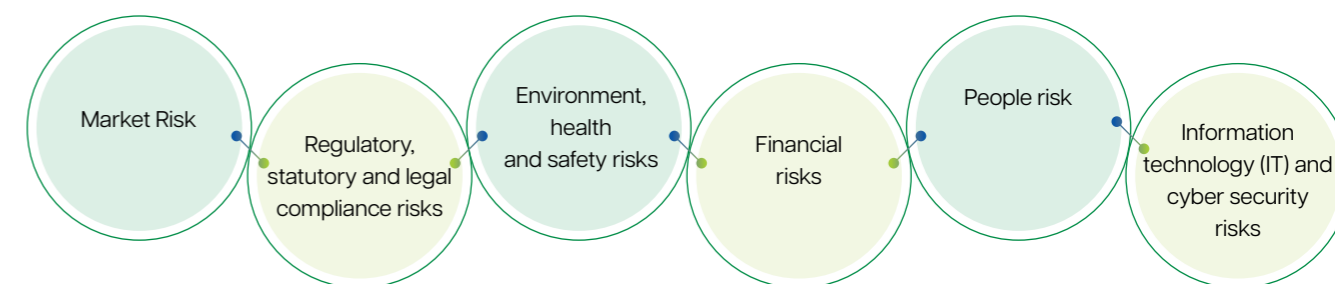 Market Risk
Regulatory,
statutory and legal
compliance risks
Environment,
health
and safety risks
Financial
risks
People risk
Information
technology (IT) and
cyber security
risks